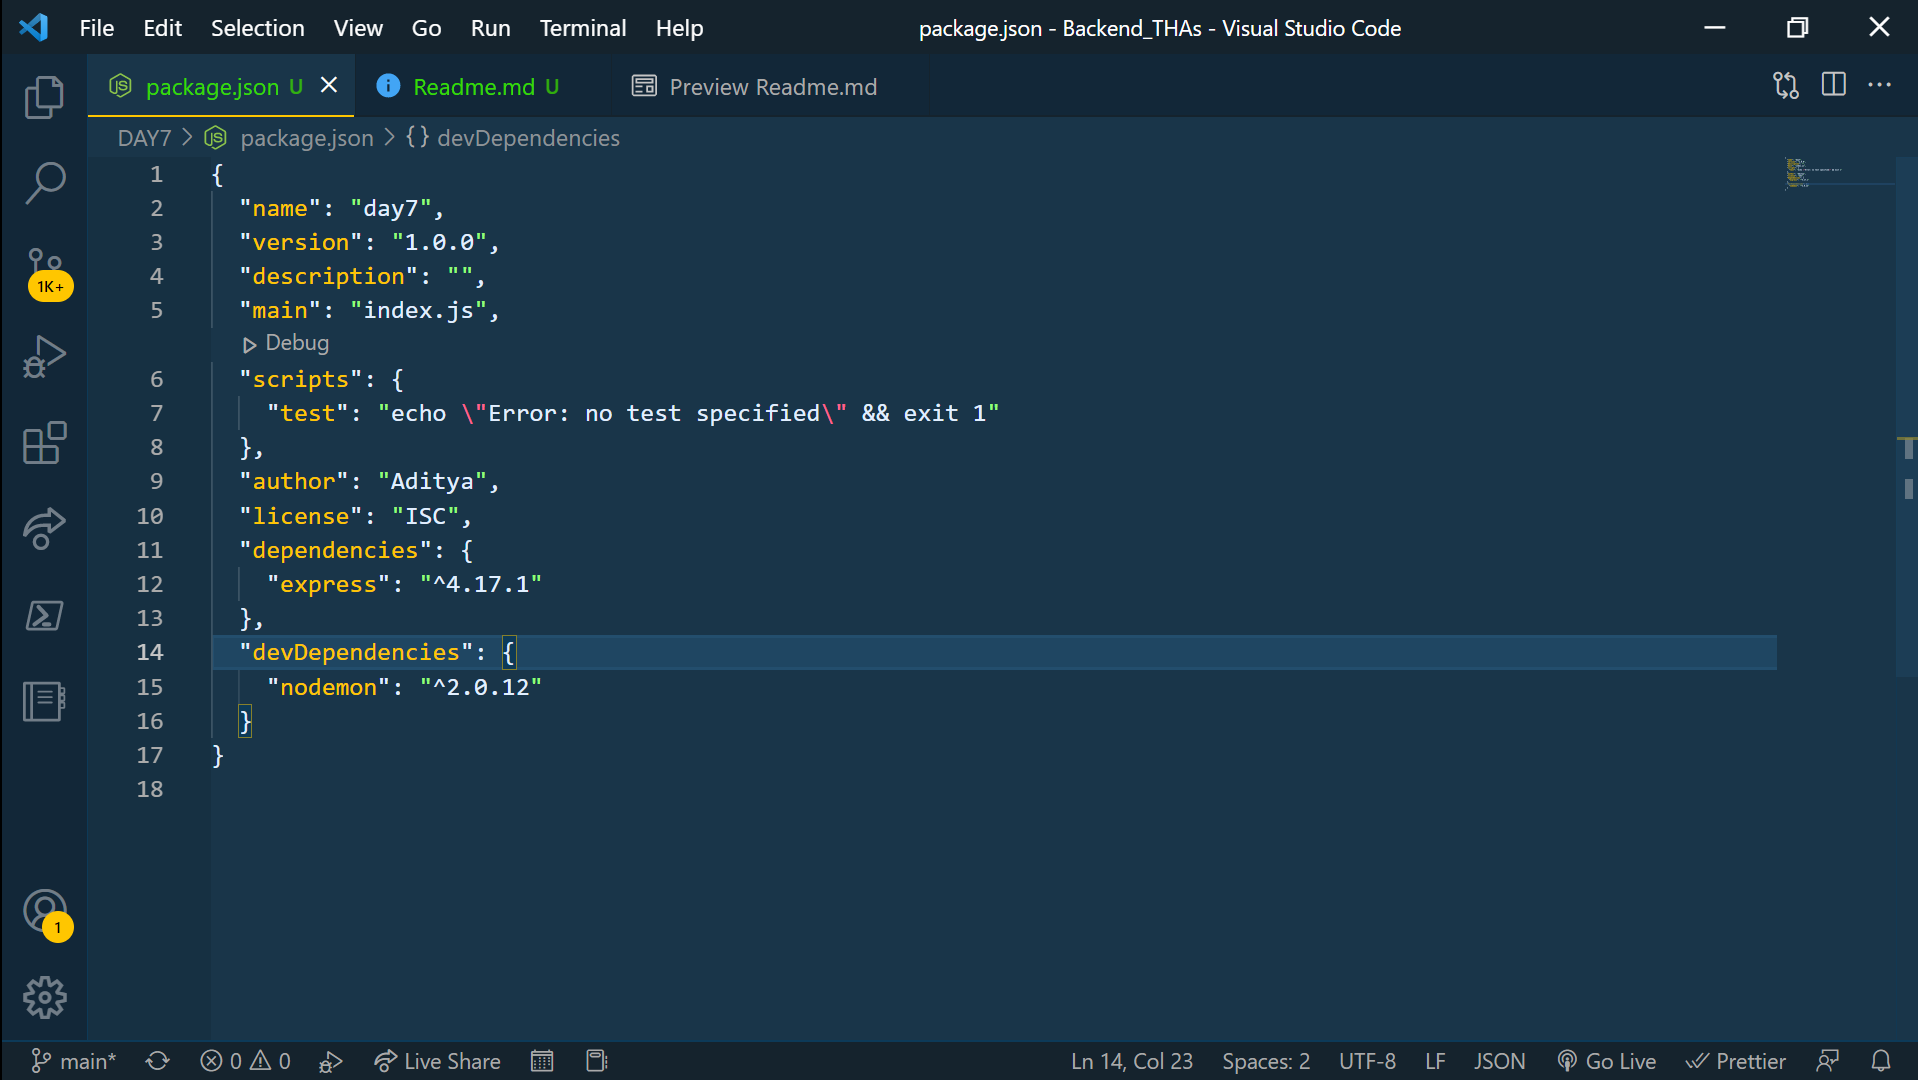 File Edit Selection View Go Run Terminal Help package.json - Backend_THAs - Visual Studio Code
package.json U Readme.md U Preview Readme.md
DAY7 > package.json > {} devDependencies
1 {
2 "name": "day7",
3 "version": "1.0.0",
4 "description": "",
5 "main": "index.js",
Debug
6 "scripts": {
7 "test": "echo \"Error: no test specified\" && exit 1"
8 },
9 "author": "Aditya",
10 "license": "ISC",
11 "dependencies": {
12 "express": "^4.17.1"
13 },
14 "devDependencies": {
15 "nodemon": "^2.0.12"
16 }
17 }
18
1K+
1
main* 0 0 Live Share Ln 14, Col 23 Spaces: 2 UTF-8 LF JSON Go Live Prettier